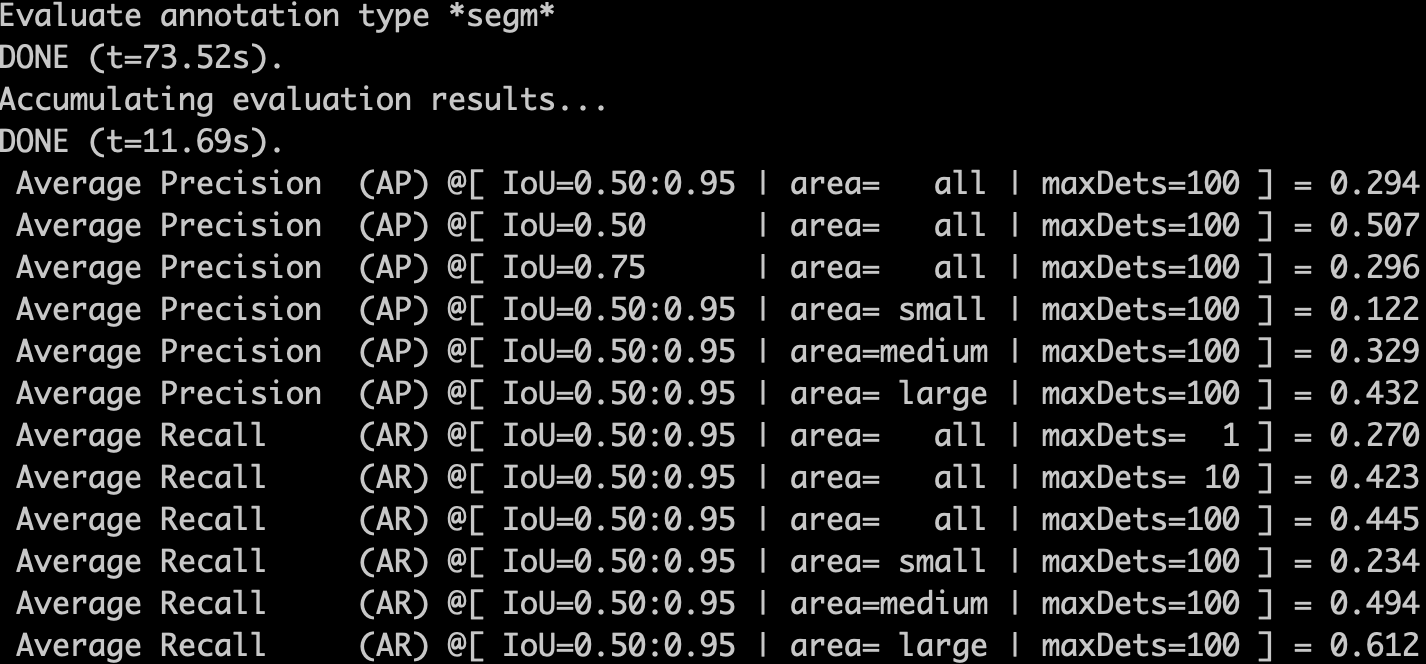 Evaluate annotation type *segm*
DONE (t=73.52s).
Accumulating evaluation results...
DONE (t=11.69s).
 Average Precision  (AP) @[ IoU=0.50:0.95 | area=   all | maxDets=100 ] = 0.294
 Average Precision  (AP) @[ IoU=0.50      | area=   all | maxDets=100 ] = 0.507
 Average Precision  (AP) @[ IoU=0.75      | area=   all | maxDets=100 ] = 0.296
 Average Precision  (AP) @[ IoU=0.50:0.95 | area= small | maxDets=100 ] = 0.122
 Average Precision  (AP) @[ IoU=0.50:0.95 | area=medium | maxDets=100 ] = 0.329
 Average Precision  (AP) @[ IoU=0.50:0.95 | area= large | maxDets=100 ] = 0.432
 Average Recall     (AR) @[ IoU=0.50:0.95 | area=   all | maxDets=  1 ] = 0.270
 Average Recall     (AR) @[ IoU=0.50:0.95 | area=   all | maxDets= 10 ] = 0.423
 Average Recall     (AR) @[ IoU=0.50:0.95 | area=   all | maxDets=100 ] = 0.445
 Average Recall     (AR) @[ IoU=0.50:0.95 | area= small | maxDets=100 ] = 0.234
 Average Recall     (AR) @[ IoU=0.50:0.95 | area=medium | maxDets=100 ] = 0.494
 Average Recall     (AR) @[ IoU=0.50:0.95 | area= large | maxDets=100 ] = 0.612